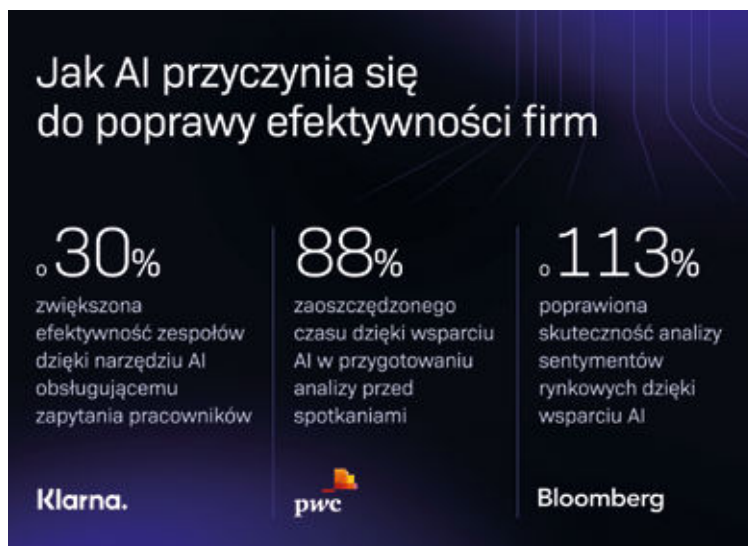 Jak AI przyczynia się
do poprawy efektywności firm
o 30%
zwiększona
efektywność zespołów
dzięki narzędziu AI
obsługującemu
zapytania pracowników
Klarna.
88%
zaoszczędzonego
czasu dzięki wsparciu
AI w przygotowaniu
analizy przed
spotkaniami
pwc
o 113%
poprawiona
skuteczność analizy
sentymentów
rynkowych dzięki
wsparciu AI
Bloomberg